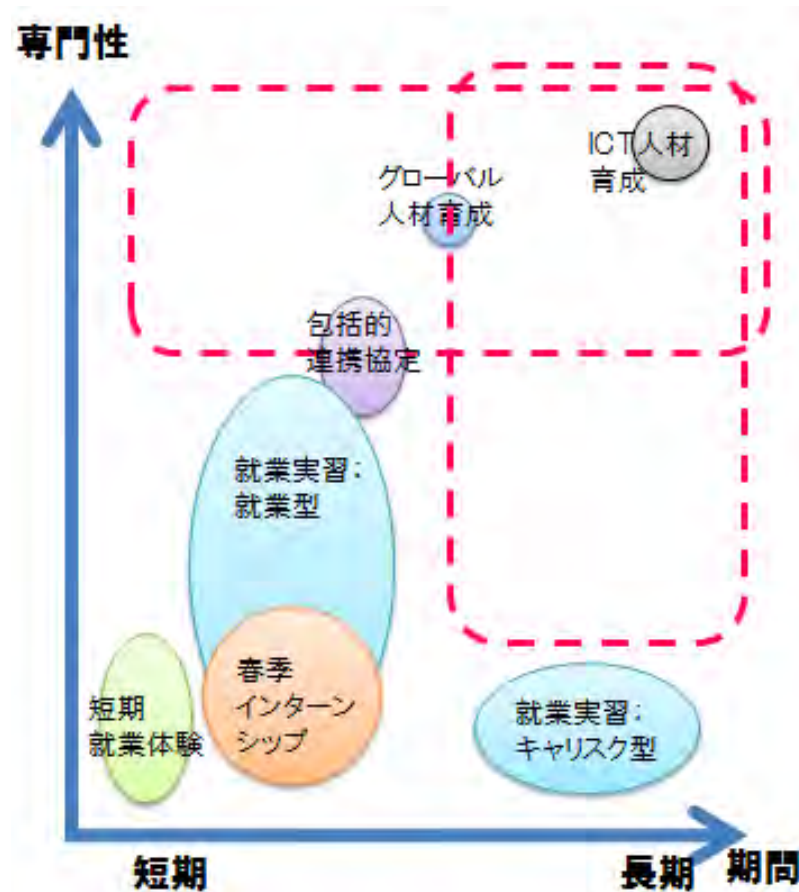 専門性
ICT人材
育成
グローバル
人材育成
包括的
連携協定
就業実習：
就業型
春季
インターン
シップ
短期
就業体験
就業実習：
キャリスク型
短期
長期
期間